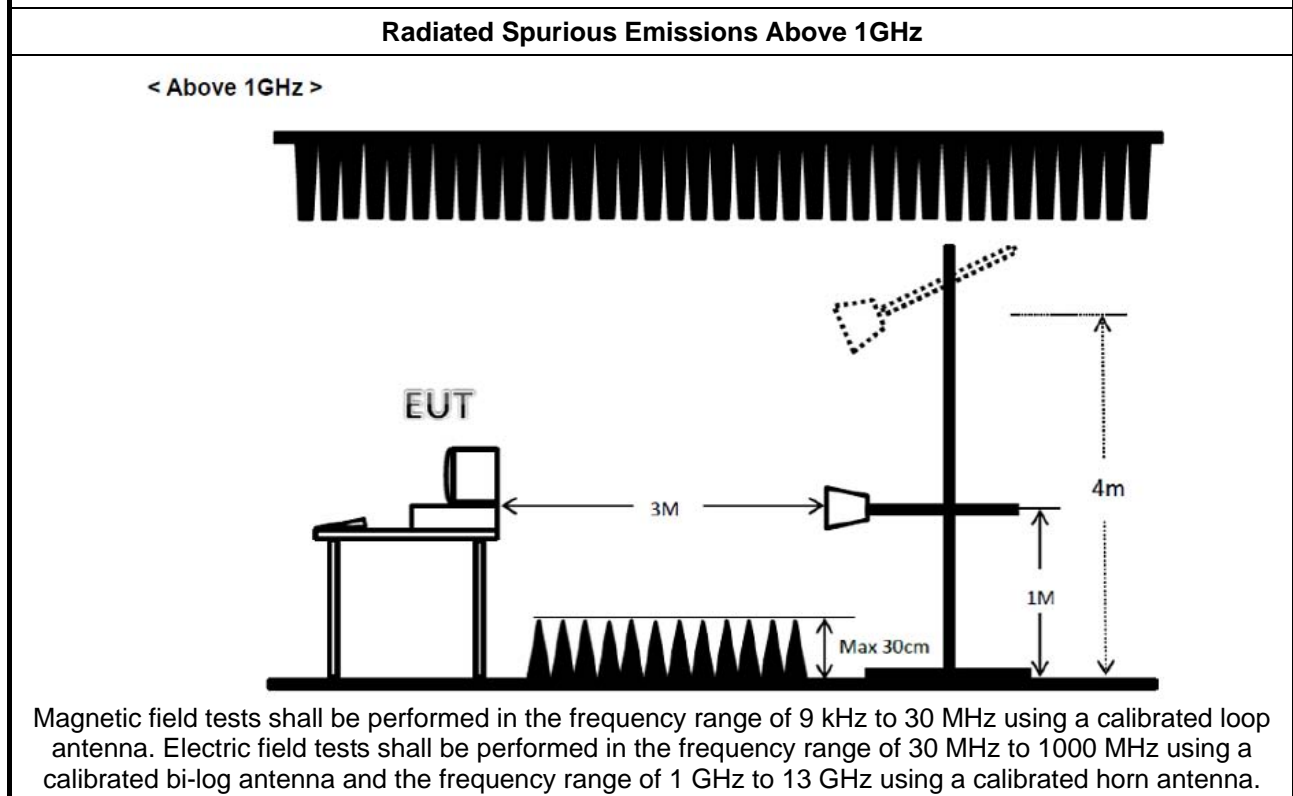 Radiated Spurious Emissions Above 1GHz
< Above 1GHz >
EUT
3M
4m
1M
Max 30cm
Magnetic field tests shall be performed in the frequency range of 9 kHz to 30 MHz using a calibrated loop
antenna. Electric field tests shall be performed in the frequency range of 30 MHz to 1000 MHz using a
calibrated bi-log antenna and the frequency range of 1 GHz to 13 GHz using a calibrated horn antenna.